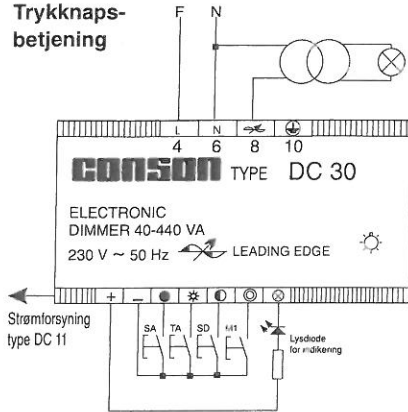 Trykknaps-
betjening
F N
L N
4 6 8 10
conson TYPE DC 30
ELECTRONIC
DIMMER 40-440 VA
230 V ~ 50 Hz LEADING EDGE
+ −
Strømforsyning
type DC 11
SA TA SD M1
Lysdiode
for indikering